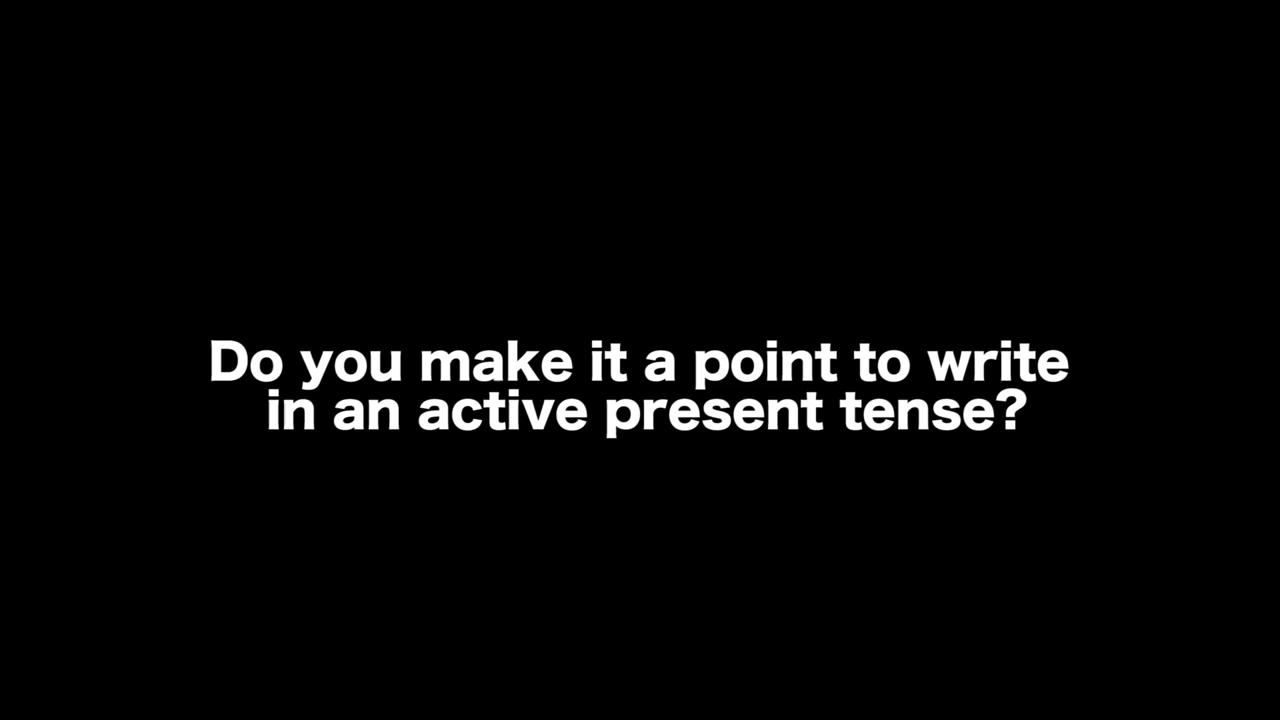 Do you make it a point to write
in an active present tense?